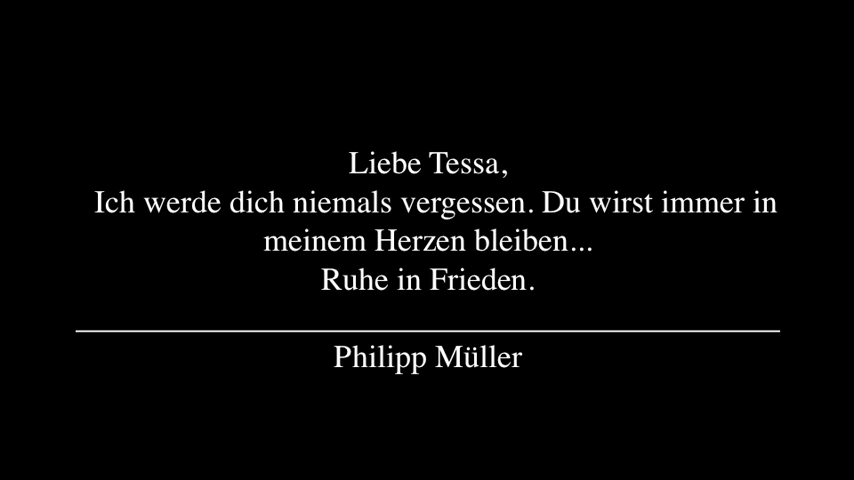 Liebe Tessa,
Ich werde dich niemals vergessen. Du wirst immer in
meinem Herzen bleiben...
Ruhe in Frieden.
Philipp Müller